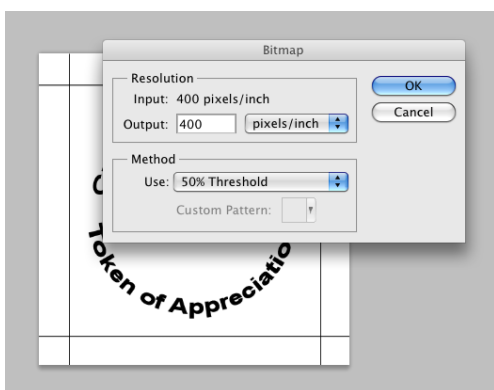 Bitmap
Resolution
Input: 400 pixels/inch
Output: 400 pixels/inch
OK
Cancel
Method
Use: 50% Threshold
Custom Pattern:
Token of Appreciatio